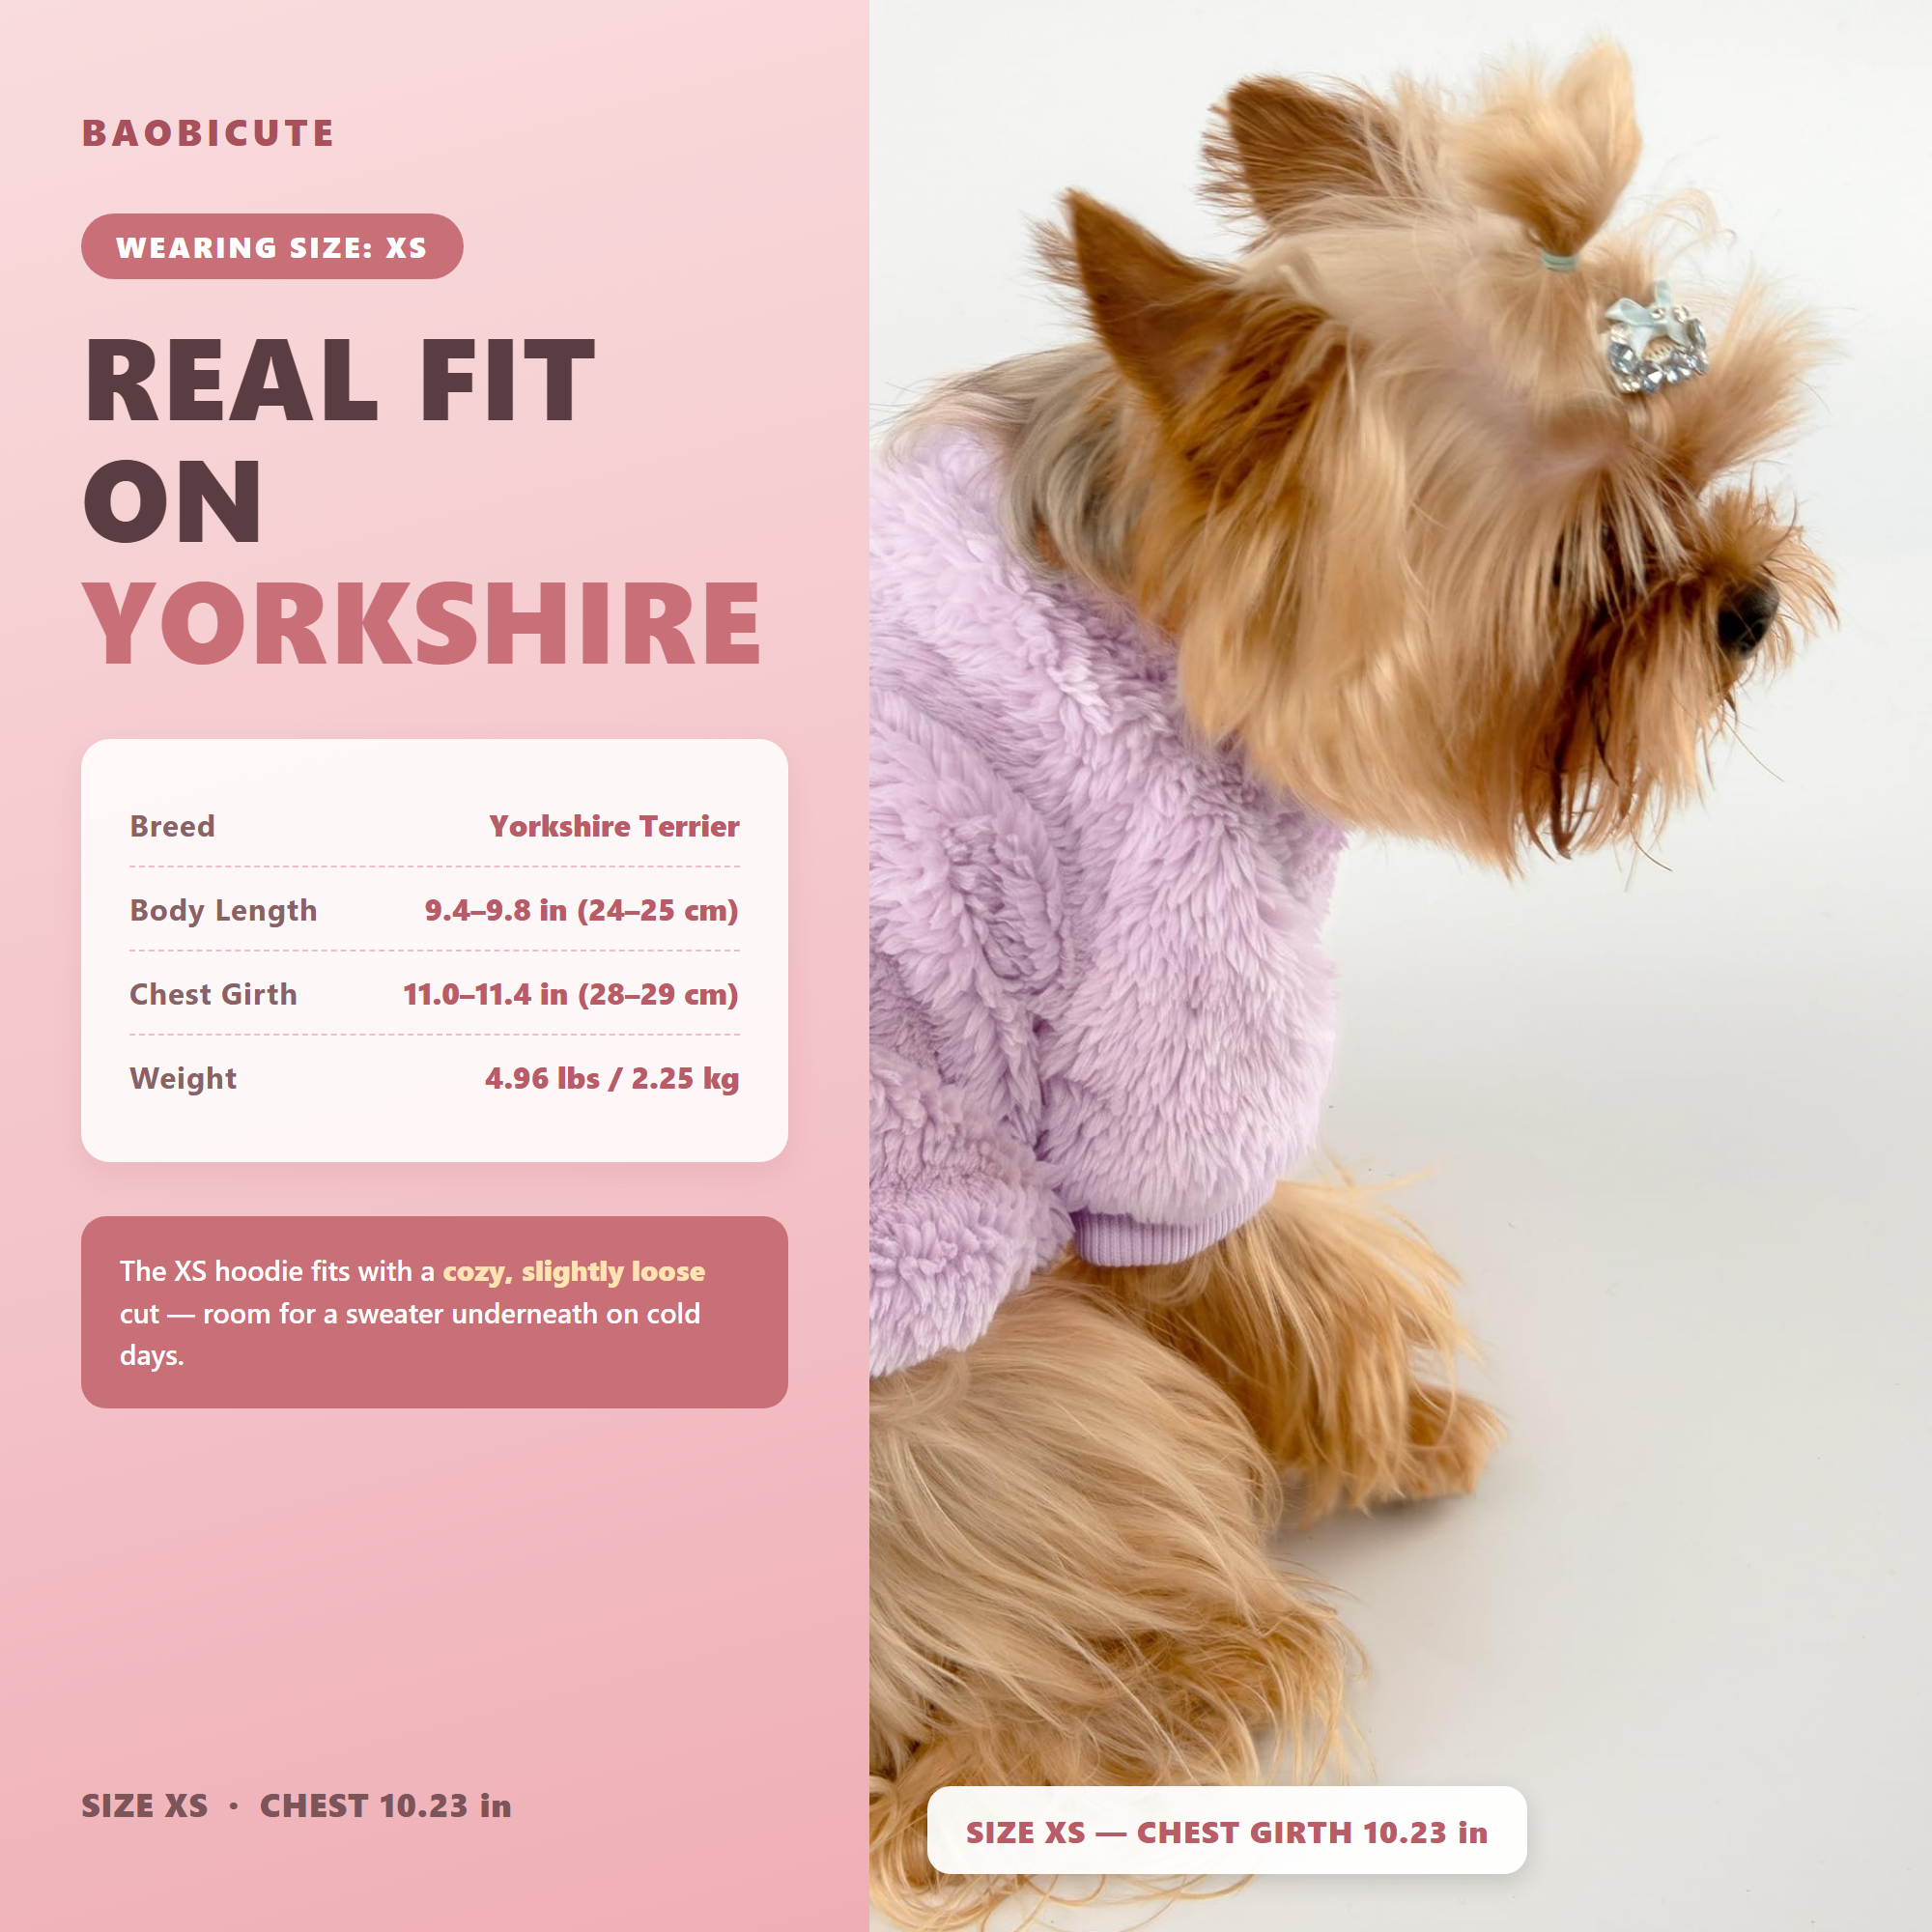 BAOBICUTE
WEARING SIZE: XS
REAL FIT
ON
YORKSHIRE
Breed Yorkshire Terrier
Body Length 9.4–9.8 in (24–25 cm)
Chest Girth 11.0–11.4 in (28–29 cm)
Weight 4.96 lbs / 2.25 kg
The XS hoodie fits with a cozy, slightly loose
cut — room for a sweater underneath on cold
days.
SIZE XS · CHEST 10.23 in
SIZE XS — CHEST GIRTH 10.23 in